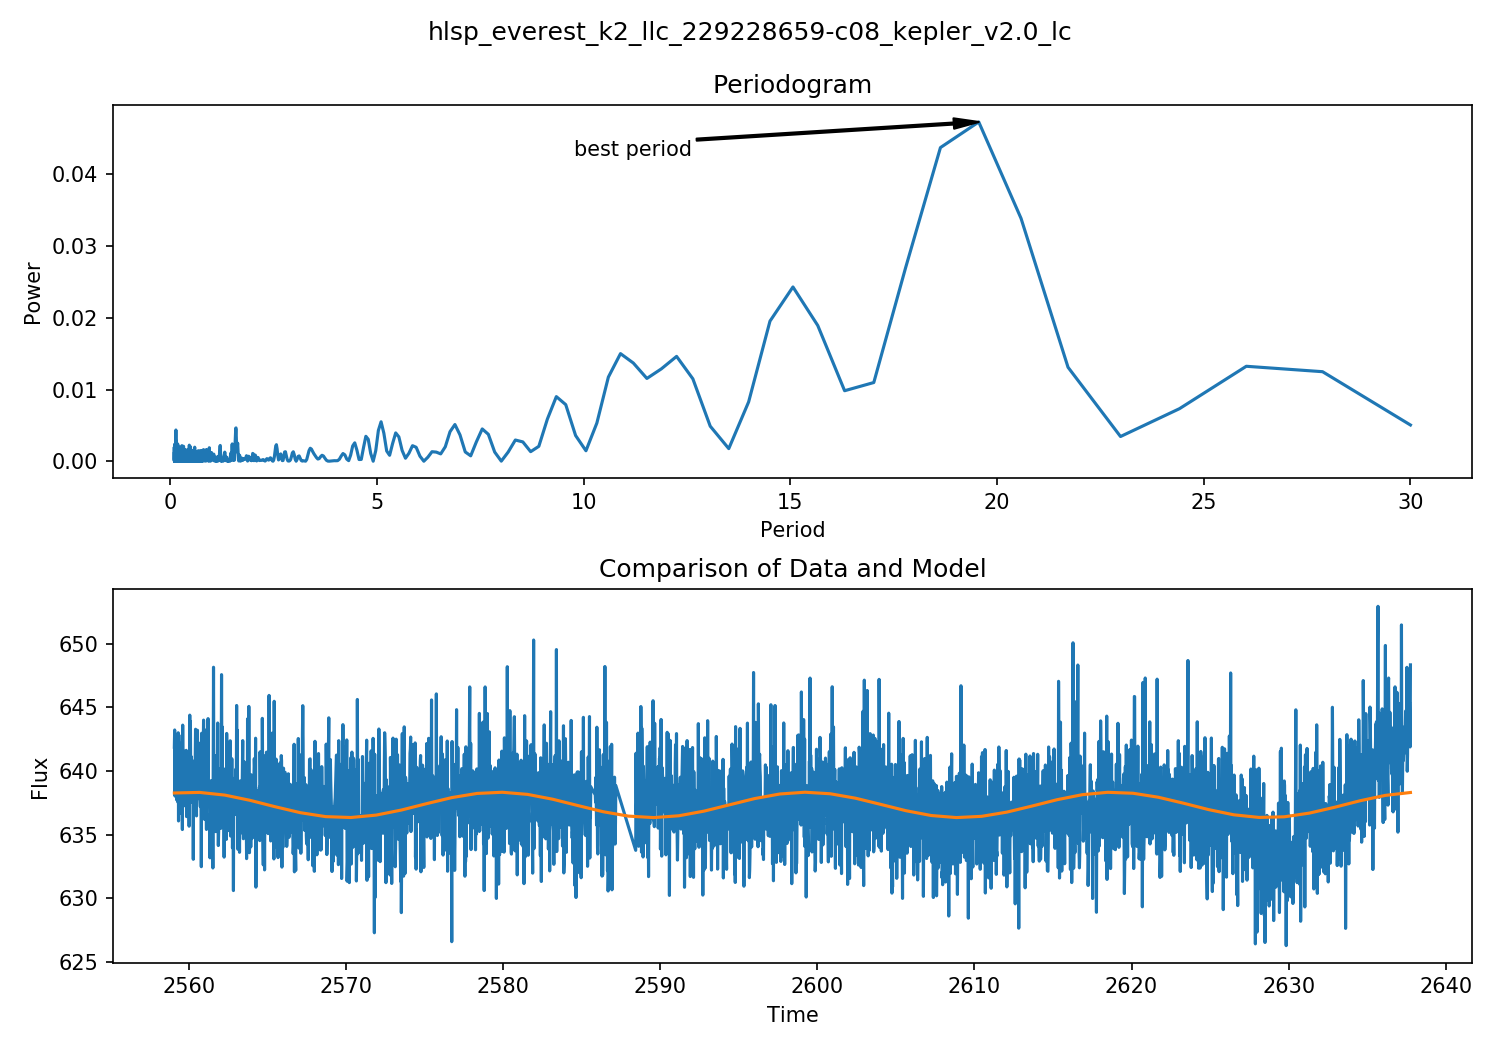 hlsp_everest_k2_llc_229228659-c08_kepler_v2.0_lc
Periodogram
best period
0.04
0.03
0.02
0.01
0.00
Power
0 5 10 15 20 25 30
Period
Comparison of Data and Model
650
645
640
635
630
625
Flux
2560 2570 2580 2590 2600 2610 2620 2630 2640
Time